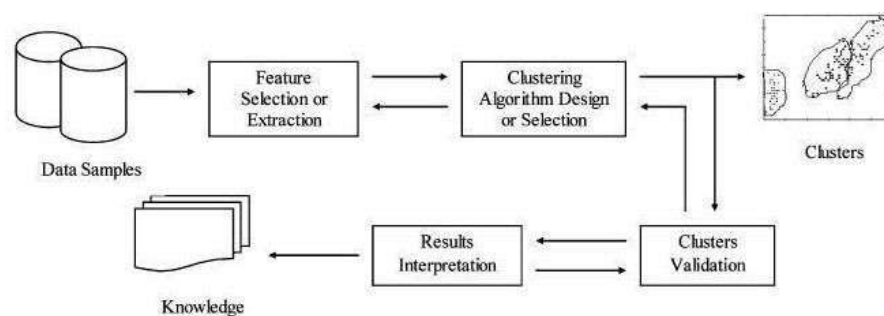 Data Samples
Feature
Selection or
Extraction
Clustering
Algorithm Design
or Selection
Clusters
Clusters
Validation
Results
Interpretation
Knowledge